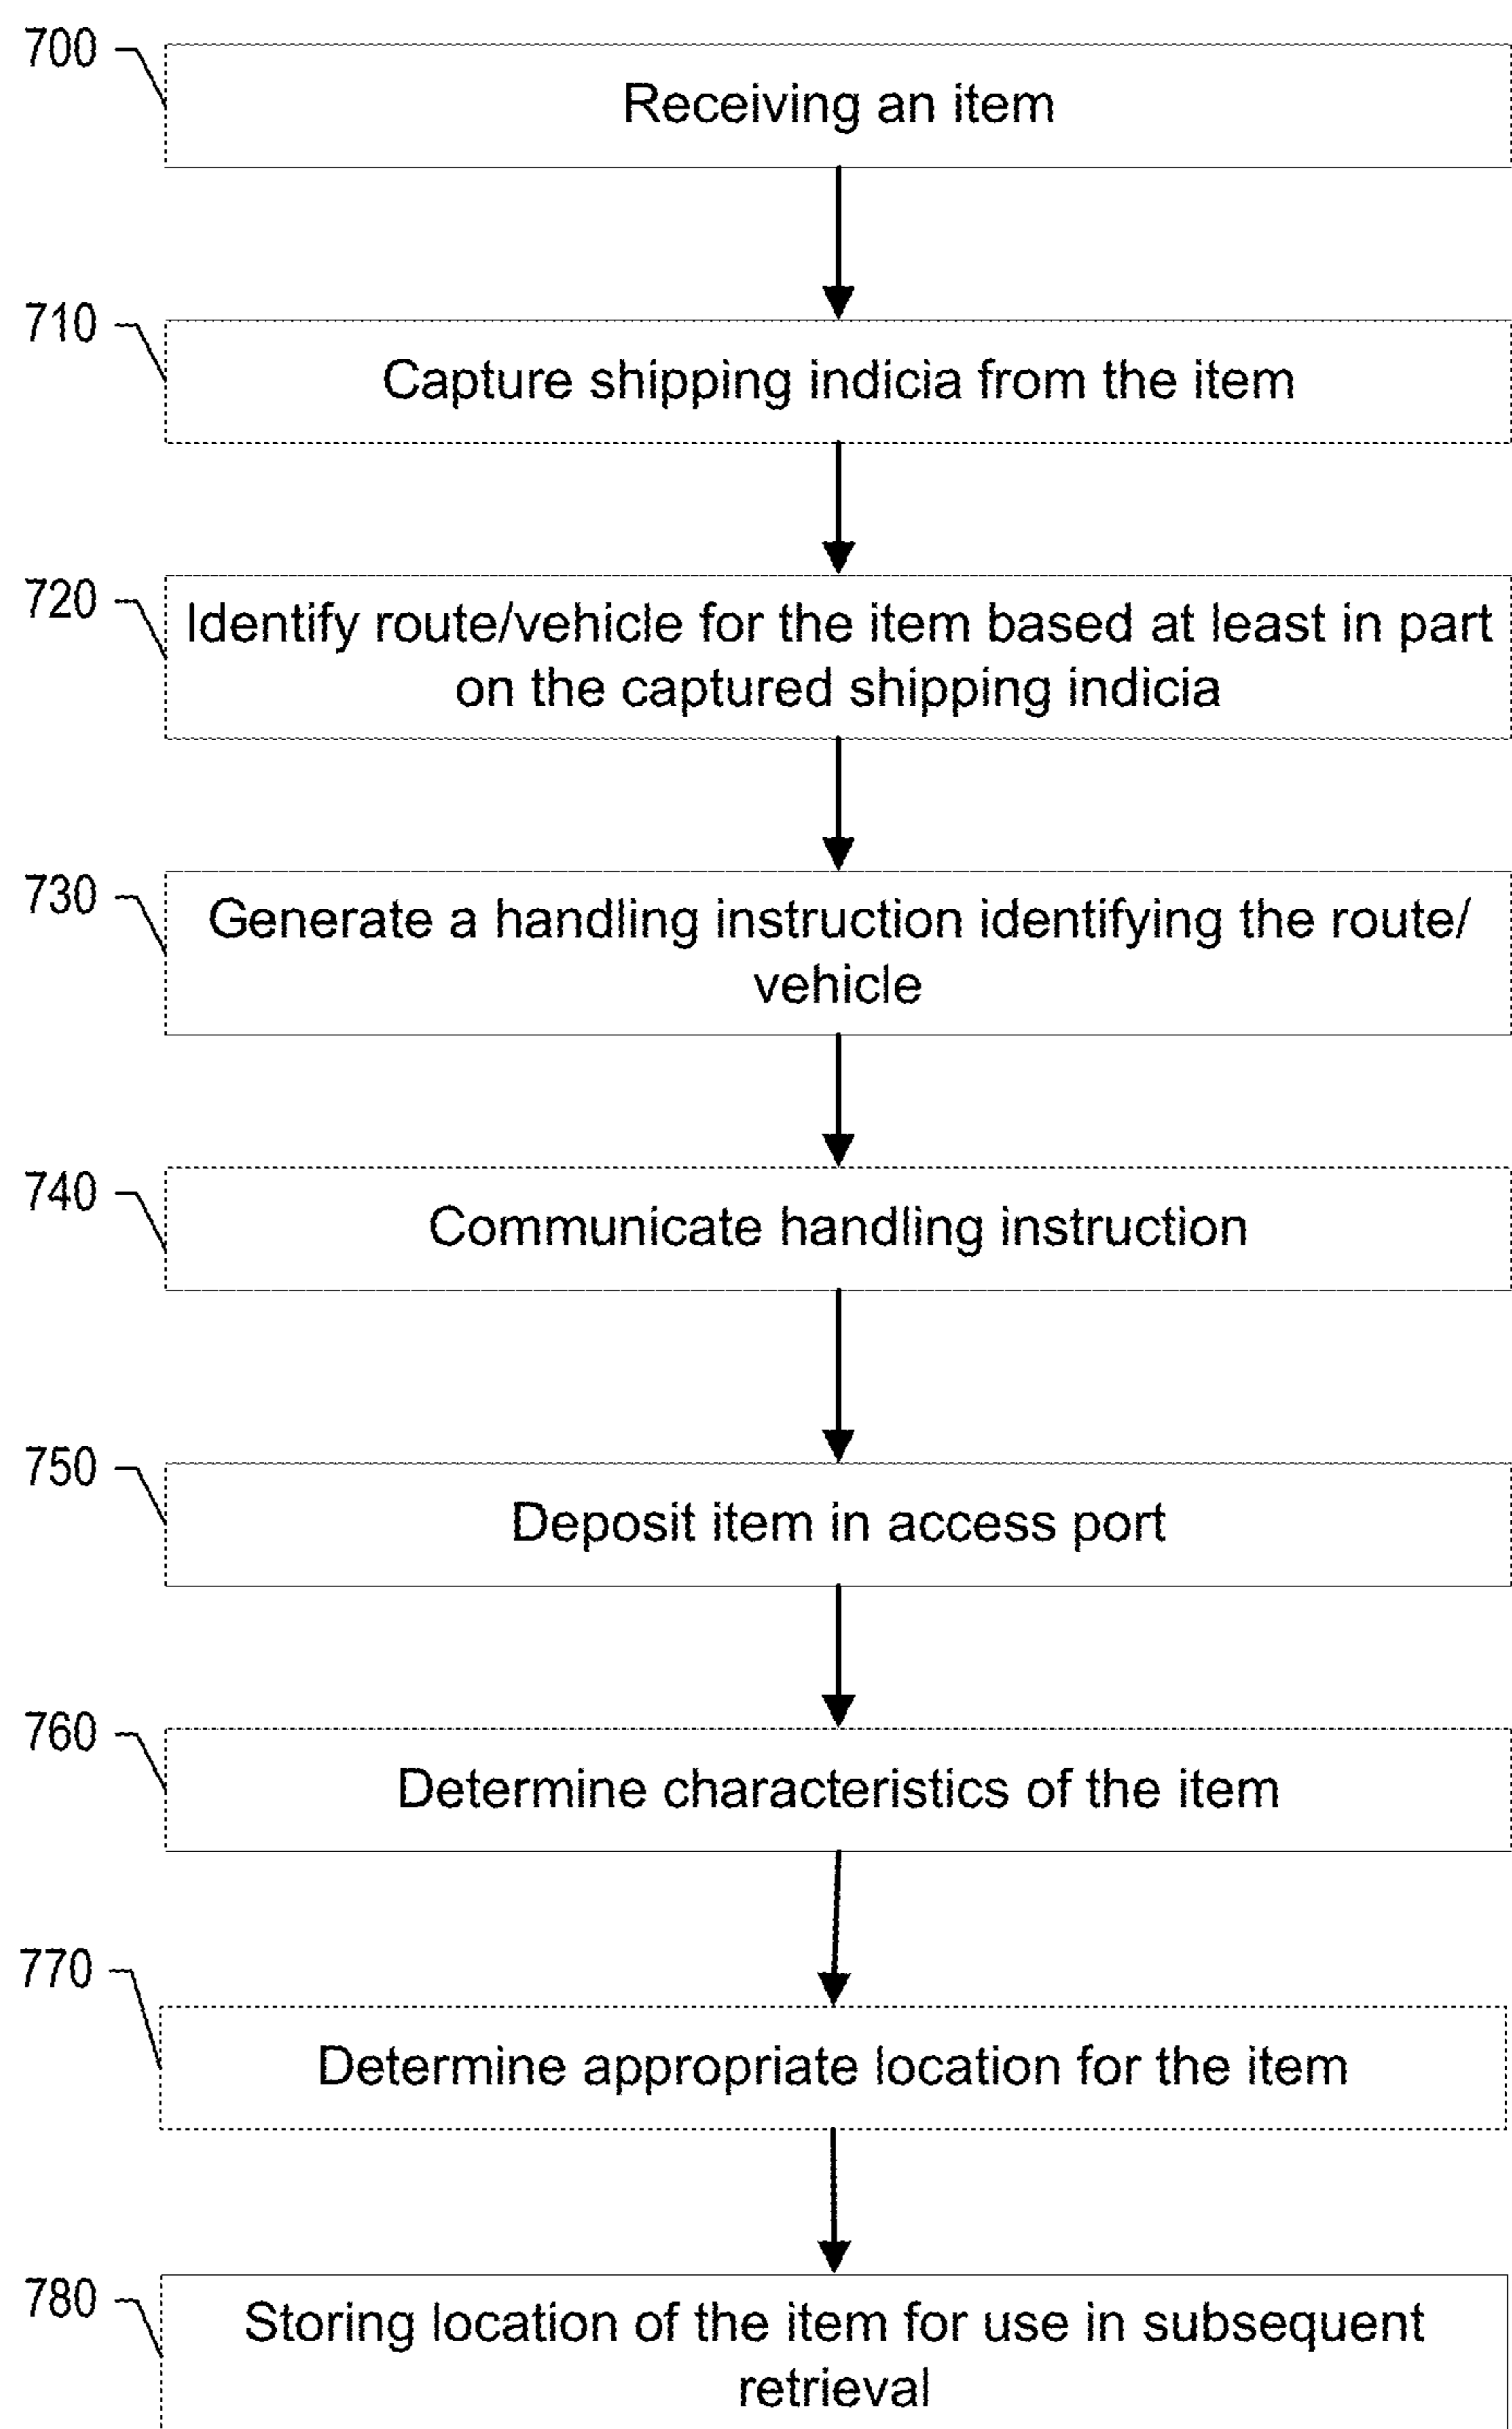 700
Receiving an item
710
Capture shipping indicia from the item
720
Identify route/vehicle for the item based at least in part
on the captured shipping indicia
730
Generate a handling instruction identifying the route/
vehicle
740
Communicate handling instruction
750
Deposit item in access port
760
Determine characteristics of the item
770
Determine appropriate location for the item
780
Storing location of the item for use in subsequent
retrieval